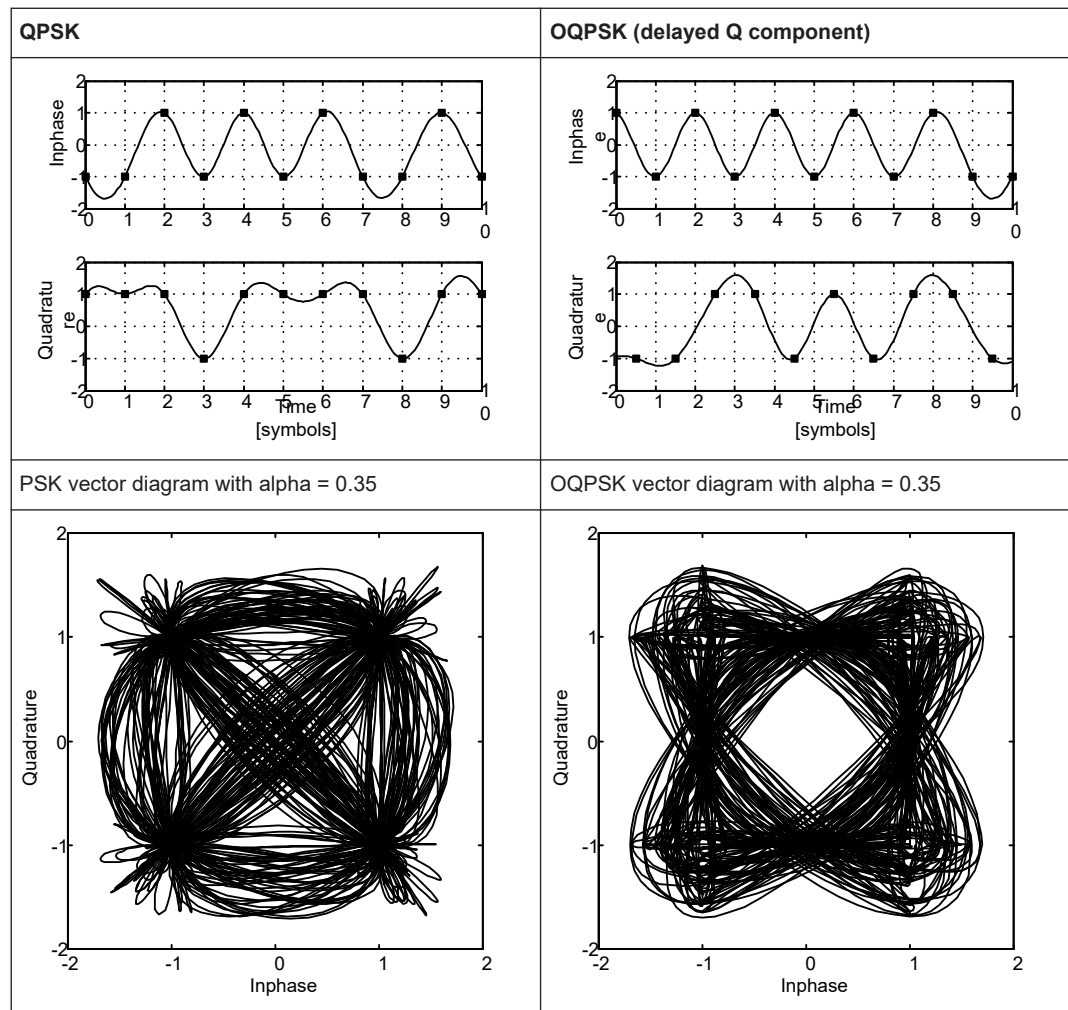 QPSK
OQPSK (delayed Q component)
Inphase
2
1
0
-1
-2
0 1 2 3 4 5 6 7 8 9 1
0
Quadratu
re
2
1
0
-1
-2
0 1 2 3 4 5 6 7 8 9 1
0
Time
[symbols]
Inphas
e
2
1
0
-1
-2
0 1 2 3 4 5 6 7 8 9 1
0
Quadratur
e
2
1
0
-1
-2
0 1 2 3 4 5 6 7 8 9 1
0
Time
[symbols]
PSK vector diagram with alpha = 0.35
OQPSK vector diagram with alpha = 0.35
Quadrature
2
1
0
-1
-2
-2 -1 0 1 2
Inphase
Quadrature
2
1
0
-1
-2
-2 -1 0 1 2
Inphase